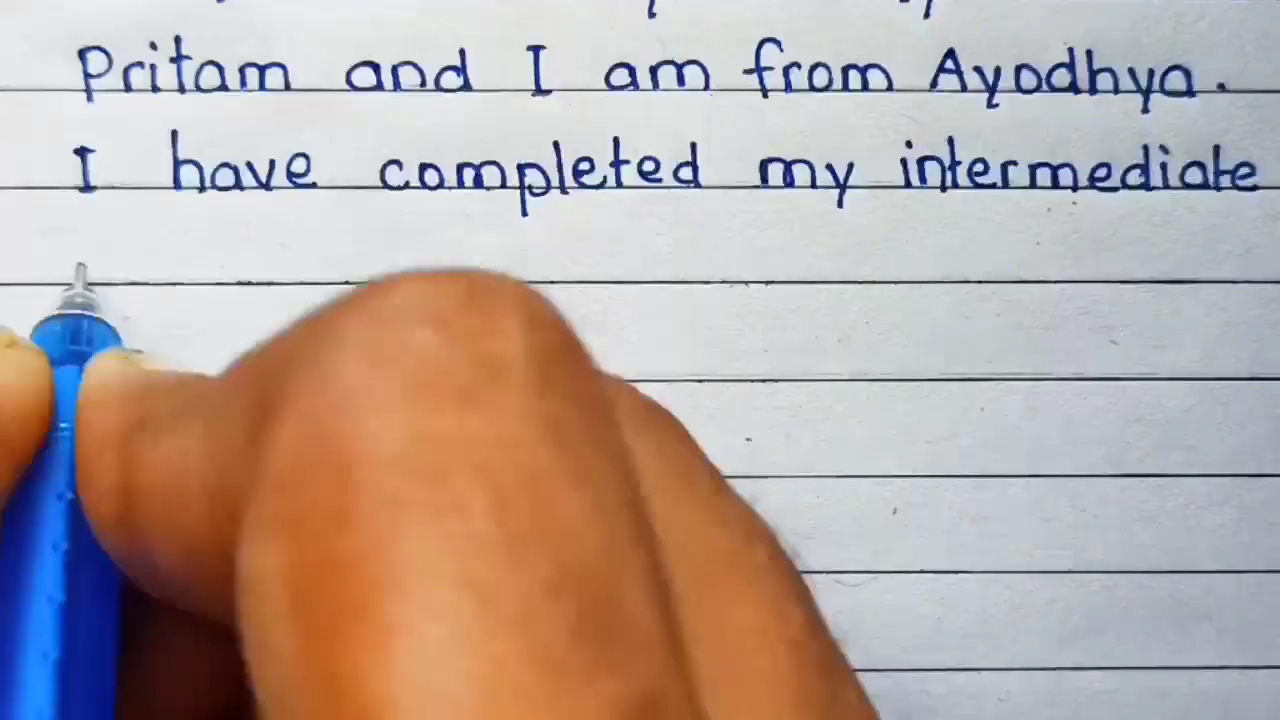 Pritam and I am from Ayodhya.
I have completed my intermediate